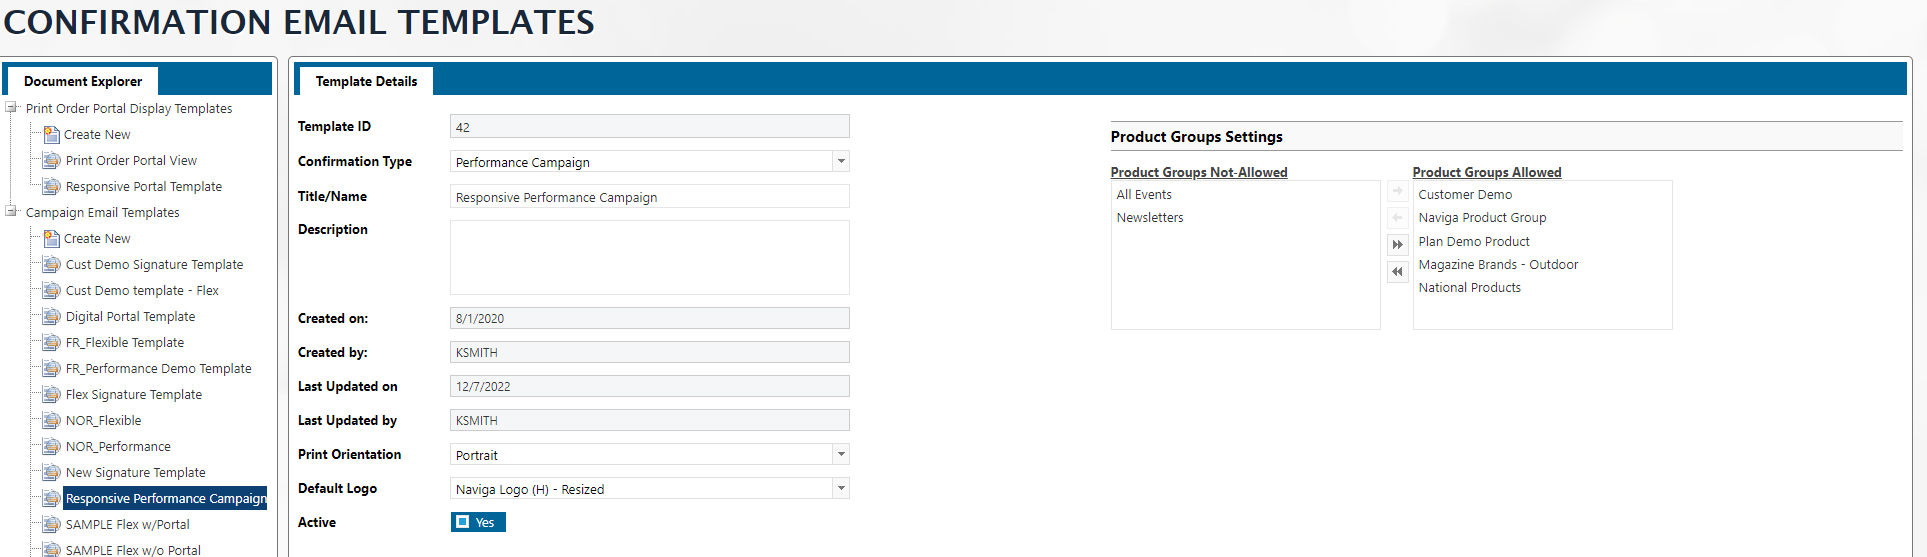 CONFIRMATION EMAIL TEMPLATES
Document Explorer
Print Order Portal Display Templates
Create New
Print Order Portal View
Responsive Portal Template
Campaign Email Templates
Create New
Cust Demo Signature Template
Cust Demo template - Flex
Digital Portal Template
FR_Flexible Template
FR_Performance Demo Template
Flex Signature Template
NOR_Flexible
NOR_Performance
New Signature Template
Responsive Performance Campaign
SAMPLE Flex w/Portal
SAMPLE Flex w/o Portal
Template Details
Template ID 42
Confirmation Type Performance Campaign
Title/Name Responsive Performance Campaign
Description
Created on: 8/1/2020
Created by: KSMITH
Last Updated on 12/7/2022
Last Updated by KSMITH
Print Orientation Portrait
Default Logo Naviga Logo (H) - Resized
Active Yes
Product Groups Settings
Product Groups Not-Allowed
All Events
Newsletters
Product Groups Allowed
Customer Demo
Naviga Product Group
Plan Demo Product
Magazine Brands - Outdoor
National Products